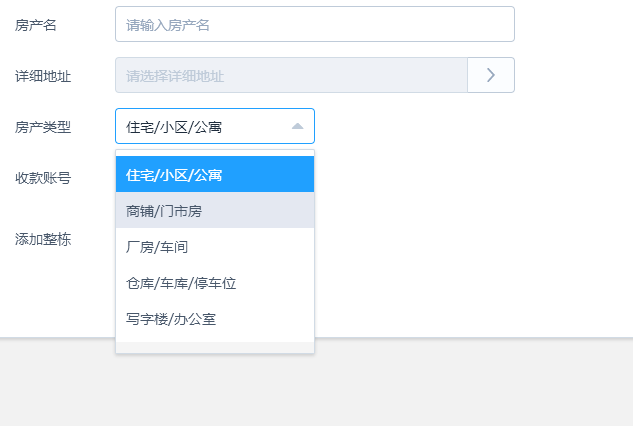 房产名 请输入房产名
详细地址 请选择详细地址
房产类型 住宅/小区/公寓
收款账号 住宅/小区/公寓
商铺/门市房
添加整栋 厂房/车间
仓库/车库/停车位
写字楼/办公室